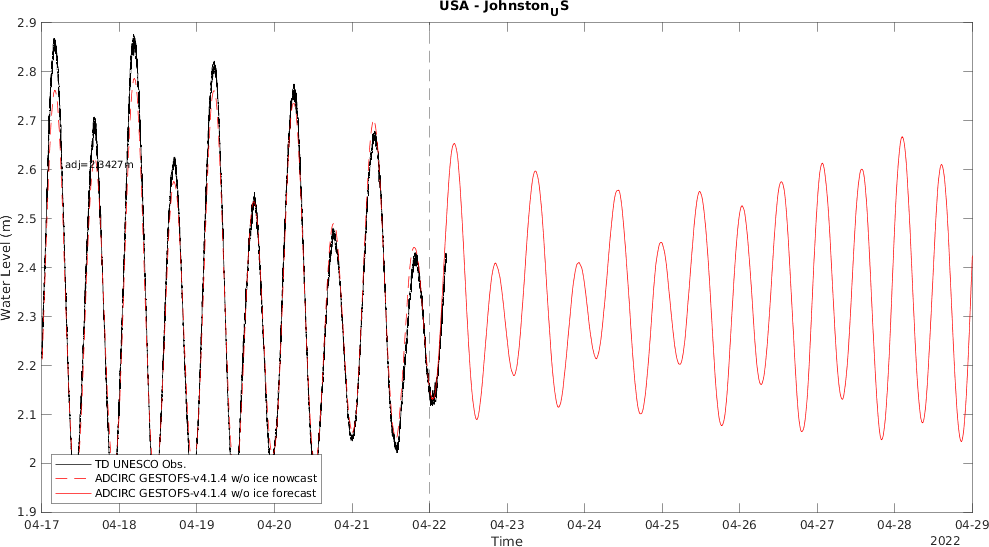 USA - Johnston_US
2.9
2.8
2.7
adj=2.3427m
2.6
2.5
2.4
2.3
2.2
2.1
2
1.9
Water Level (m)
TD UNESCO Obs.
ADCIRC GESTOFS-v4.1.4 w/o ice nowcast
ADCIRC GESTOFS-v4.1.4 w/o ice forecast
04-17 04-18 04-19 04-20 04-21 04-22 04-23 04-24 04-25 04-26 04-27 04-28 04-29
Time
2022